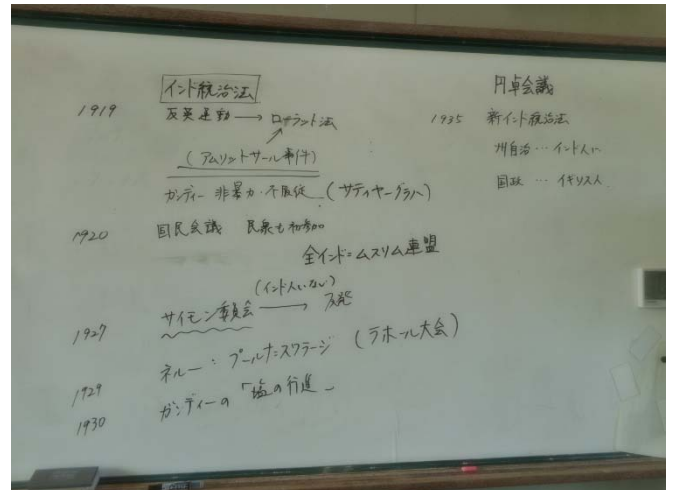 インド統治法
1919 反英運動 → ローラット法
(アムリットサール事件)
ガンディー 非暴力・不服従 (サティヤーグラハ)
1920 国民会議 民衆も初参加
全インド=ムスリム連盟
(インド人いない)
1927 サイモン委員会 → 反発
1929 ネルー: プールナ=スワラージ (ラホール大会)
1930 ガンディーの「塩の行進」
円卓会議
1935 新インド統治法
州自治…インド人に
国政 … イギリス人